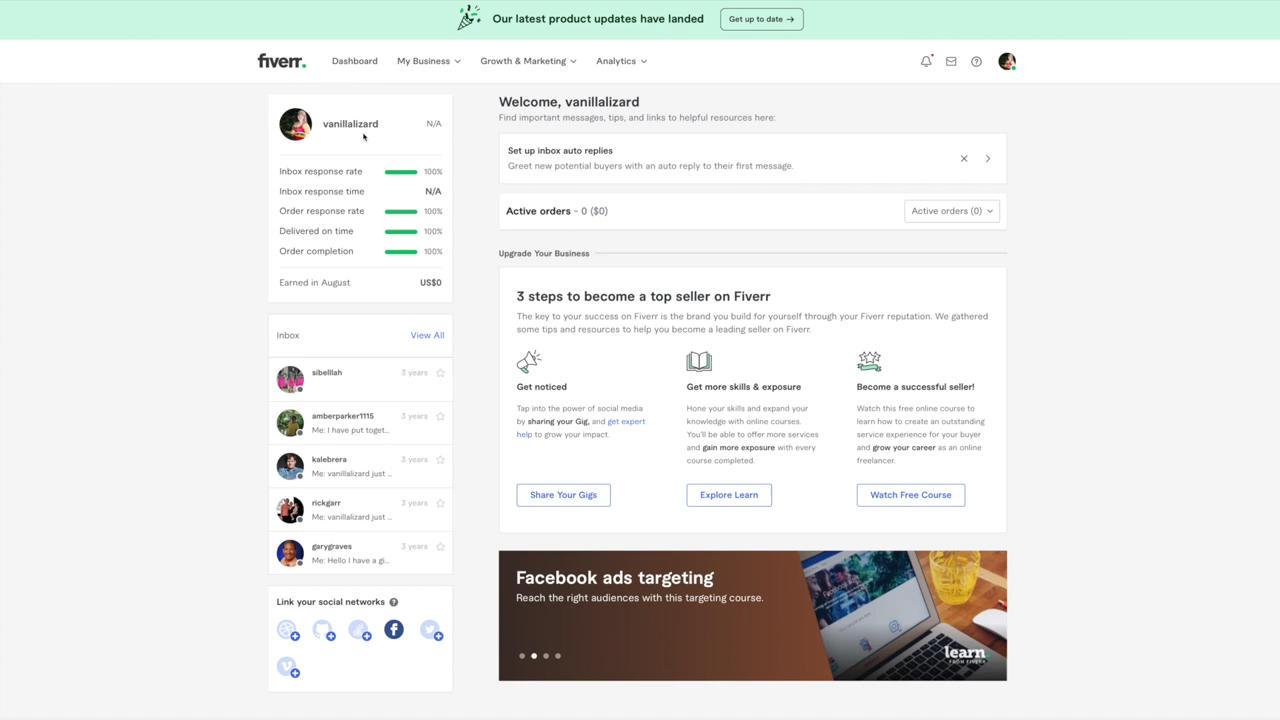 Our latest product updates have landed
Get up to date →
fiverr.
Dashboard
My Business
Growth & Marketing
Analytics
vanillalizard
N/A
Inbox response rate
100%
Inbox response time
N/A
Order response rate
100%
Delivered on time
100%
Order completion
100%
Earned in August
US$0
Inbox
View All
sibelllah
3 years
amberparker1115
3 years
Me: I have put toget...
kalebrera
3 years
Me: vanillalizard just ...
rickgarr
3 years
Me: vanillalizard just ...
garygraves
3 years
Me: Hello I have a gi...
Link your social networks
Welcome, vanillalizard
Find important messages, tips, and links to helpful resources here:
Set up inbox auto replies
Greet new potential buyers with an auto reply to their first message.
Active orders - 0 ($0)
Active orders (0)
Upgrade Your Business
3 steps to become a top seller on Fiverr
The key to your success on Fiverr is the brand you build for yourself through your Fiverr reputation. We gathered
some tips and resources to help you become a leading seller on Fiverr.
Get noticed
Tap into the power of social media
by sharing your Gig, and get expert
help to grow your impact.
Share Your Gigs
Get more skills & exposure
Hone your skills and expand your
knowledge with online courses.
You'll be able to offer more services
and gain more exposure with every
course completed.
Explore Learn
Become a successful seller!
Watch this free online course to
learn how to create an outstanding
service experience for your buyer
and grow your career as an online
freelancer.
Watch Free Course
Facebook ads targeting
Reach the right audiences with this targeting course.
learn
FROM FIVERR